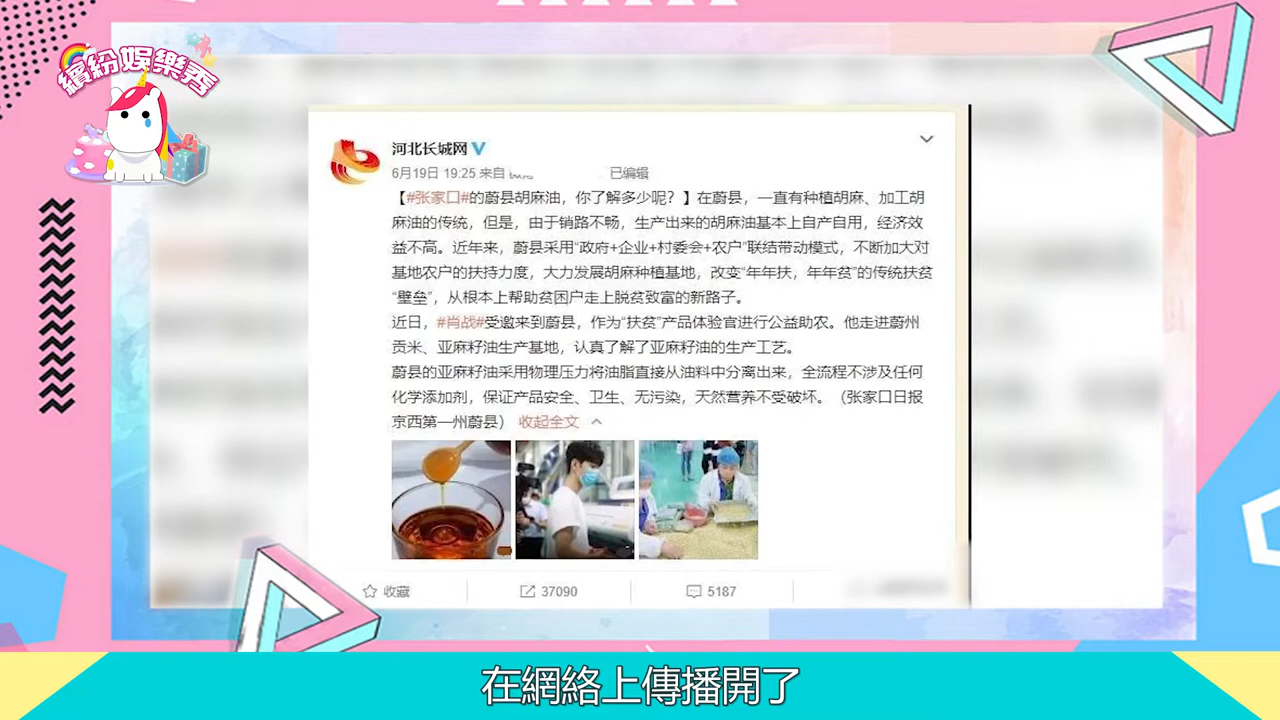 繽紛娛樂秀
河北长城网
6月19日 19:25 来自 已编辑
【#张家口#的蔚县胡麻油，你了解多少呢？】在蔚县，一直有种植胡麻、加工胡
麻油的传统，但是，由于销路不畅，生产出来的胡麻油基本上自产自用，经济效
益不高。近年来，蔚县采用“政府+企业+村委会+农户”联结带动模式，不断加大对
基地农户的扶持力度，大力发展胡麻种植基地，改变“年年扶，年年贫”的传统扶贫
“壁垒”，从根本上帮助贫困户走上脱贫致富的新路子。
近日，#肖战#受邀来到蔚县，作为“扶贫”产品体验官进行公益助农。他走进蔚州
贡米、亚麻籽油生产基地，认真了解了亚麻籽油的生产工艺。
蔚县的亚麻籽油采用物理压力将油脂直接从油料中分离出来，全流程不涉及任何
化学添加剂，保证产品安全、卫生、无污染，天然营养不受破坏。（张家口日报
京西第一州蔚县） 收起全文
收藏 37090 5187
在網絡上傳播開了